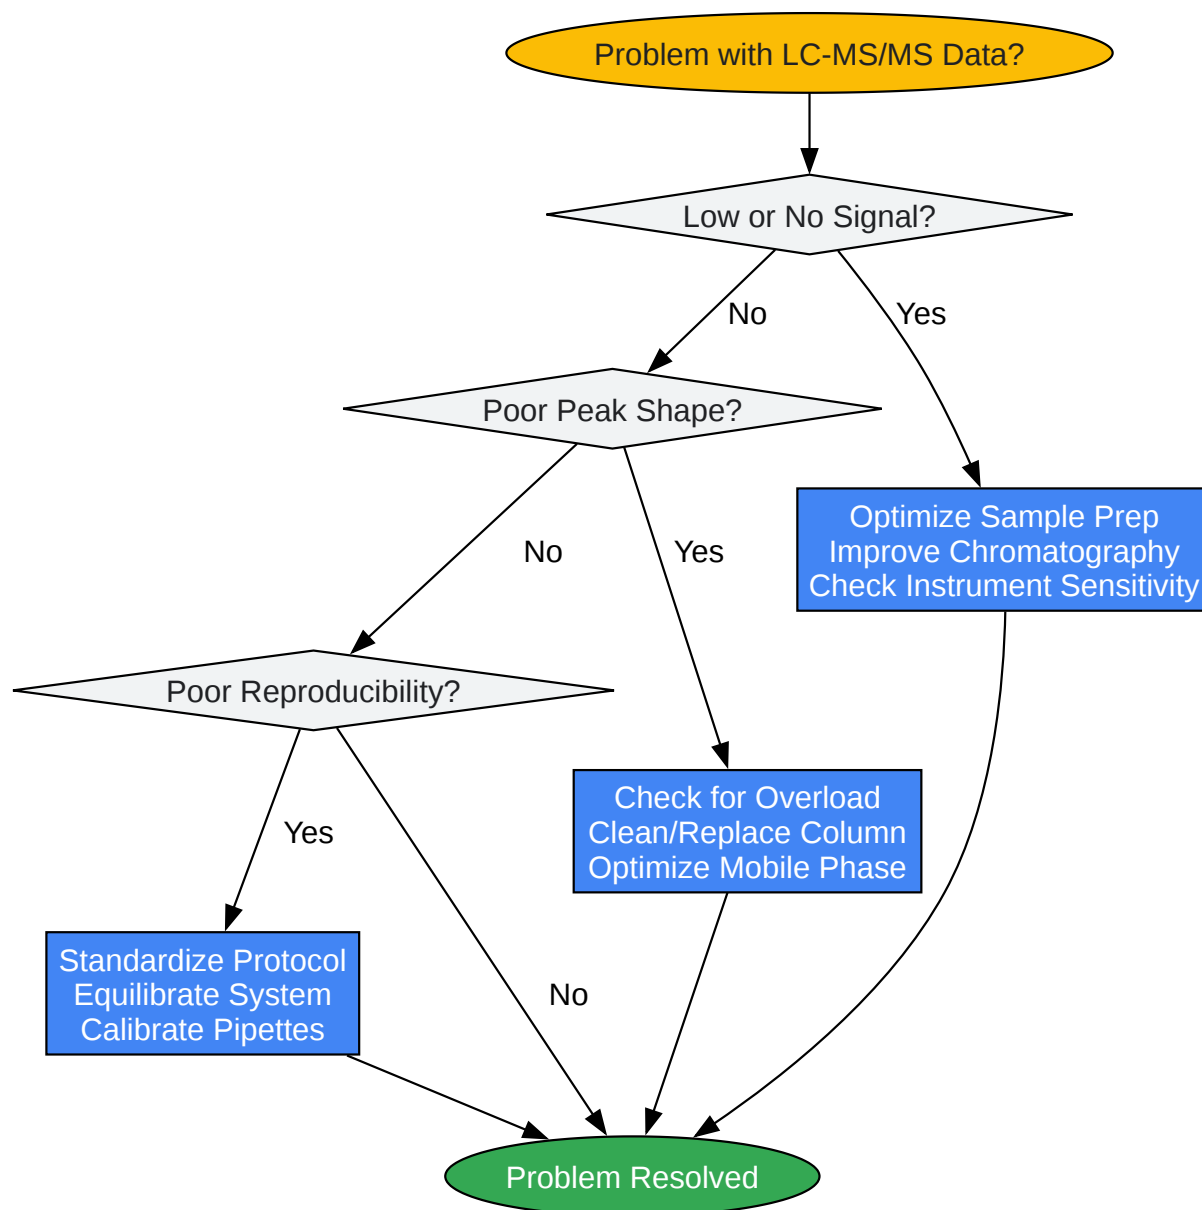 Problem with LC-MS/MS Data?
Low or No Signal?
No
Yes
Poor Peak Shape?
Optimize Sample Prep
Improve Chromatography
Check Instrument Sensitivity
No
Yes
Poor Reproducibility?
Check for Overload
Clean/Replace Column
Optimize Mobile Phase
Yes
Standardize Protocol
Equilibrate System
Calibrate Pipettes
No
Problem Resolved